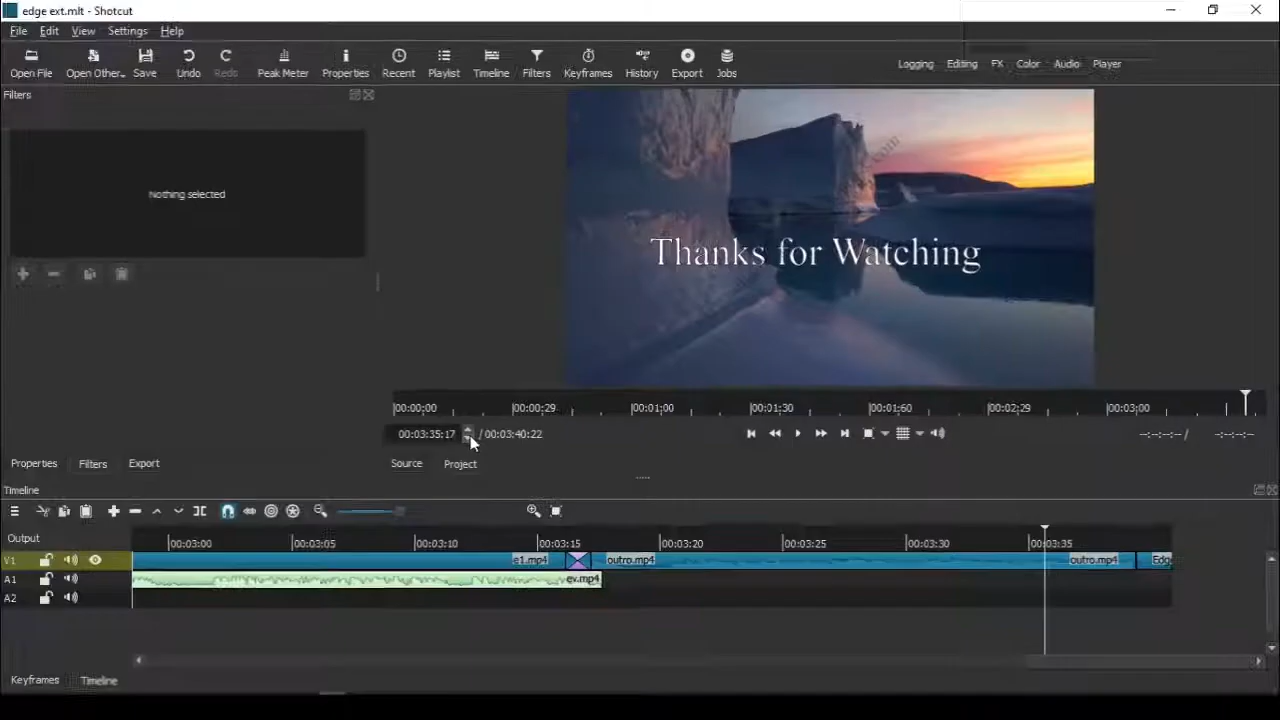 edge ext.mlt - Shotcut
File Edit View Settings Help
Open File Open Other.. Save Undo Redo Peak Meter Properties Recent Playlist Timeline Filters Keyframes History Export Jobs
Logging Editing FX Color Audio Player
Filters
Nothing selected
.com
Thanks for Watching
|00:00;00 |00:00;29 |00:01;00 |00:01;30 |00:01;60 |00:02;29 |00:03;00
00:03:35:17 / 00:03:40:22
--:--:--:-- / --:--:--:--
Properties Filters Export
Source Project
Timeline
Output
|00:03:00 |00:03:05 |00:03:10 |00:03:15 |00:03:20 |00:03:25 |00:03:30 |00:03:35
V1 e1.mp4 outro.mp4 outro.mp4 Edg
A1 ev.mp4
A2
Keyframes Timeline